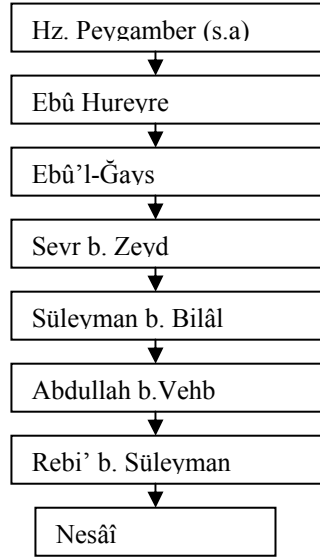 Hz. Peygamber (s.a)
Ebû Hureyre
Ebû’l-Ğays
Sevr b. Zeyd
Süleyman b. Bilâl
Abdullah b.Vehb
Rebi’ b. Süleyman
Nesâî